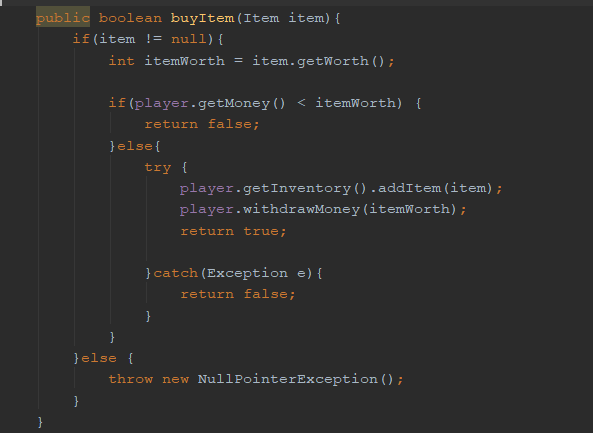 public boolean buyItem(Item item){
    if(item != null){
        int itemWorth = item.getWorth();

        if(player.getMoney() < itemWorth) {
            return false;
        }else{
            try {
                player.getInventory().addItem(item);
                player.withdrawMoney(itemWorth);
                return true;

            }catch(Exception e){
                return false;
            }
        }
    }else {
        throw new NullPointerException();
    }
}